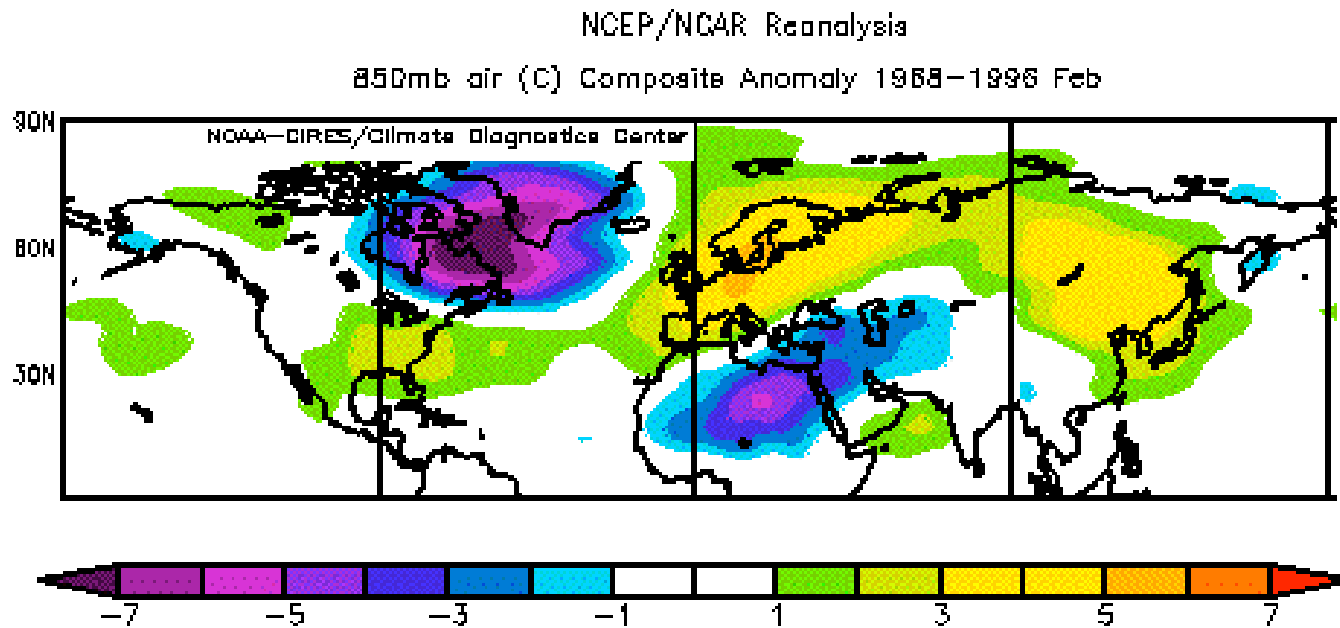 NCEP/NCAR Reanalysis
850mb air (C) Composite Anomaly 1968-1996 Feb
NOAA-CIRES/Climate Diagnostics Center
90N
60N
30N
-7 -5 -3 -1 1 3 5 7